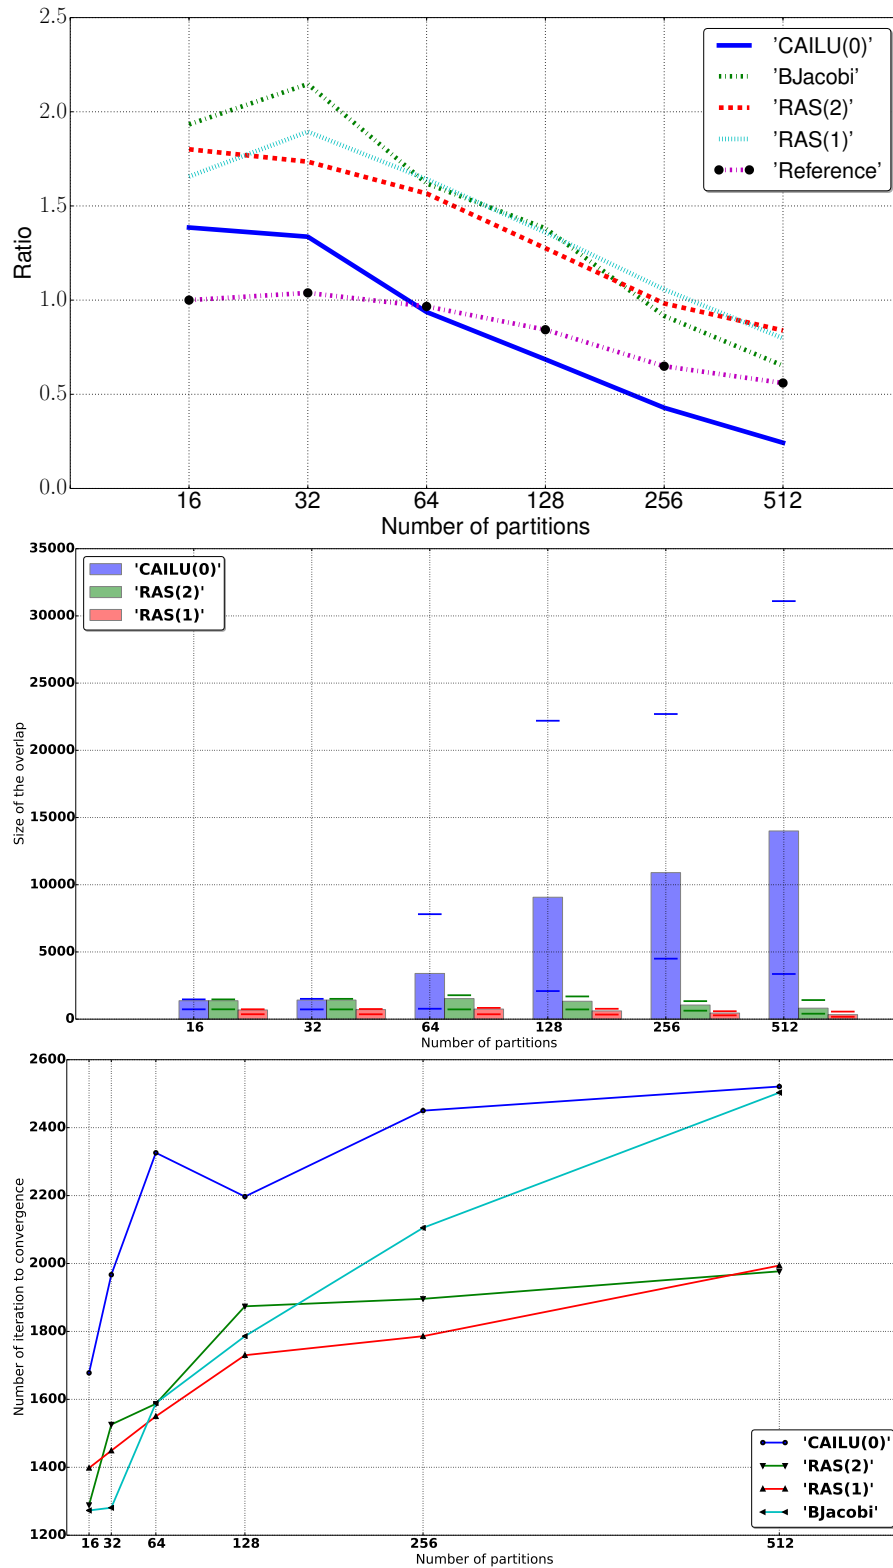 2.5
2.0
1.5
1.0
0.5
0.0
Ratio
'CAILU(0)'
'BJacobi'
'RAS(2)'
'RAS(1)'
'Reference'
16 32 64 128 256 512
Number of partitions
35000
30000
25000
20000
15000
10000
5000
0
Size of the overlap
'CAILU(0)'
'RAS(2)'
'RAS(1)'
16 32 64 128 256 512
Number of partitions
2600
2400
2200
2000
1800
1600
1400
1200
Number of iteration to convergence
'CAILU(0)'
'RAS(2)'
'RAS(1)'
'BJacobi'
16 32 64 128 256 512
Number of partitions